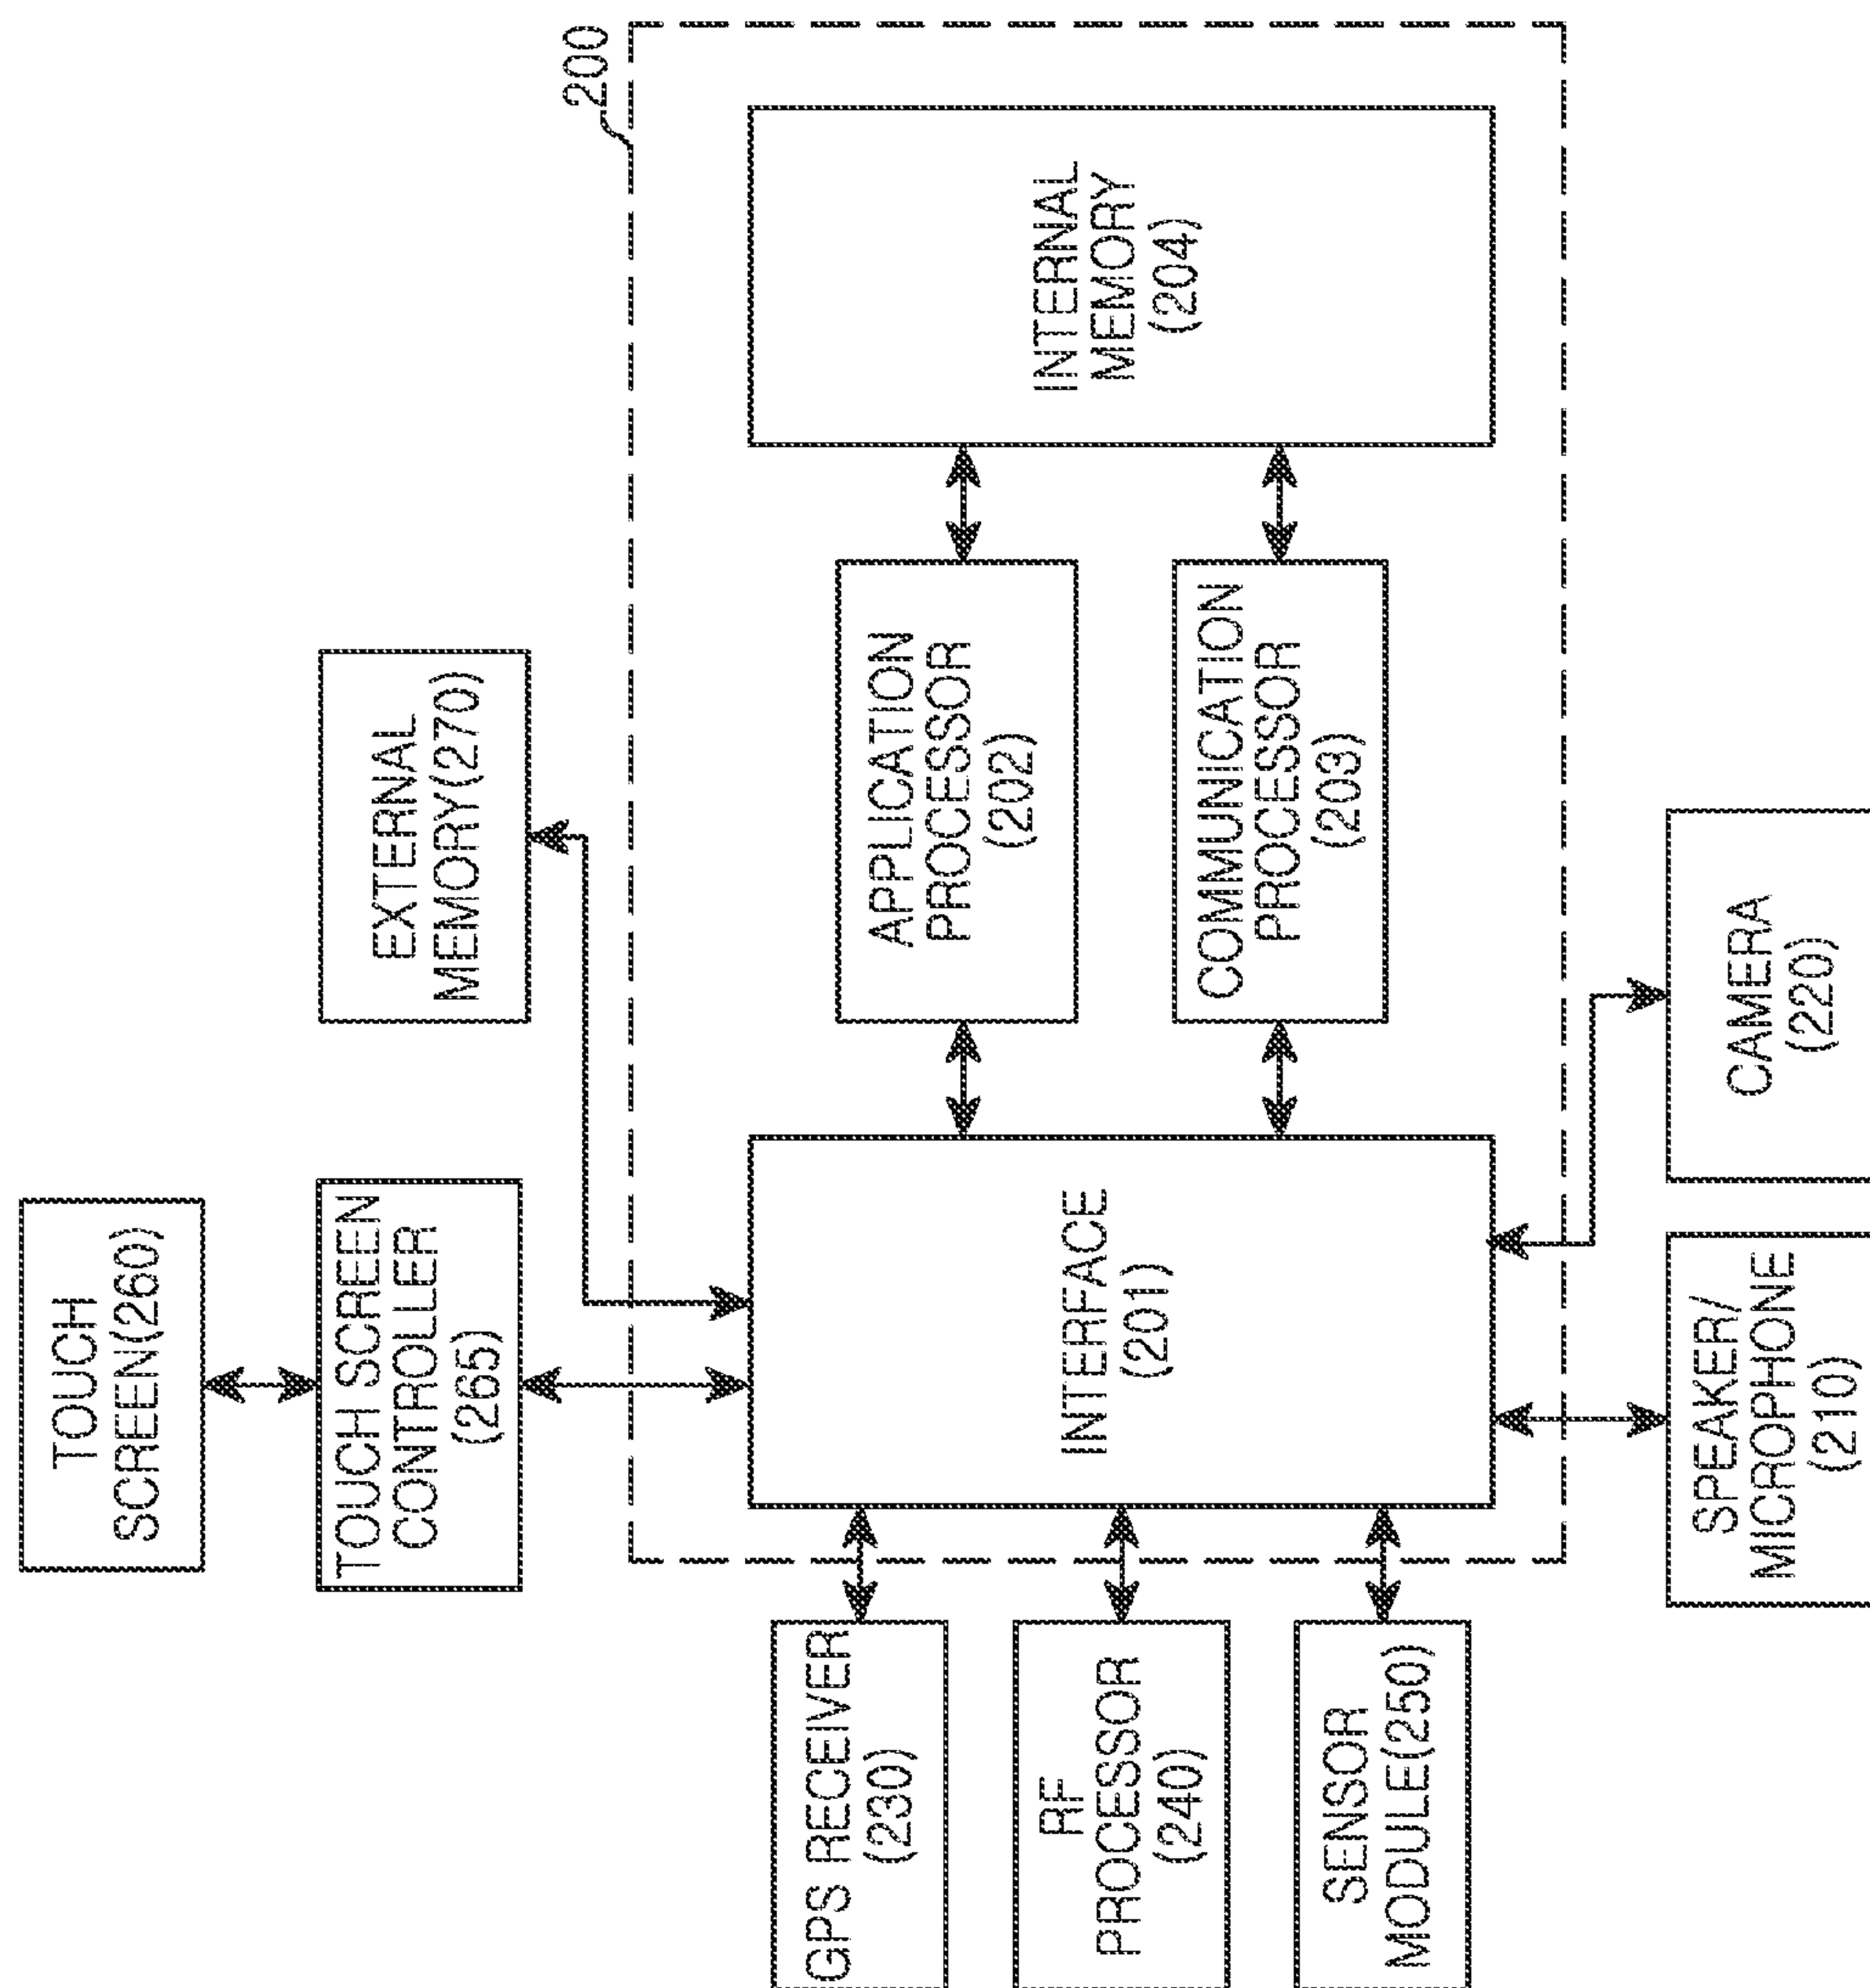 TOUCH
SCREEN(260)
TOUCH SCREEN
CONTROLLER
(265)
EXTERNAL
MEMORY(270)
200
GPS RECEIVER
(230)
RF
PROCESSOR
(240)
SENSOR
MODULE(250)
INTERFACE
(201)
APPLICATION
PROCESSOR
(202)
COMMUNICATION
PROCESSOR
(203)
INTERNAL
MEMORY
(204)
SPEAKER/
MICROPHONE
(210)
CAMERA
(220)